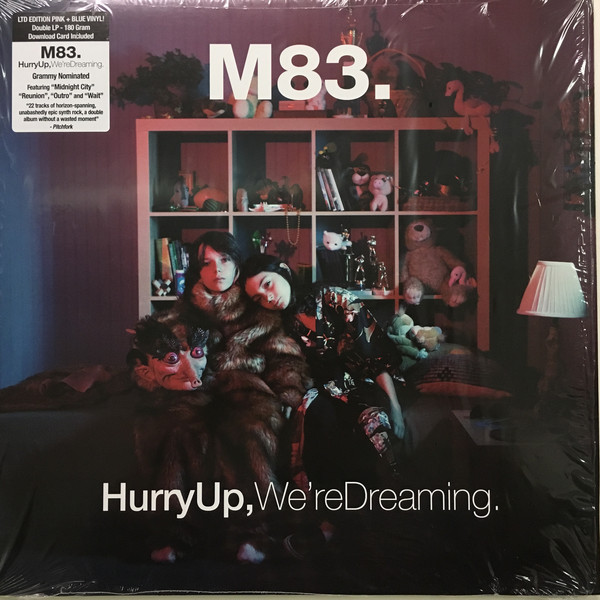 LTD EDITION PINK + BLUE VINYL!
Double LP - 180 Gram
Download Card Included
M83.
HurryUp,We'reDreaming.
Grammy Nominated
Featuring "Midnight City"
"Reunion", "Outro" and "Wait"
"22 tracks of horizon-spanning,
unabashedly epic synth rock, a double
album without a wasted moment"
- Pitchfork
M83.
HurryUp,We'reDreaming.